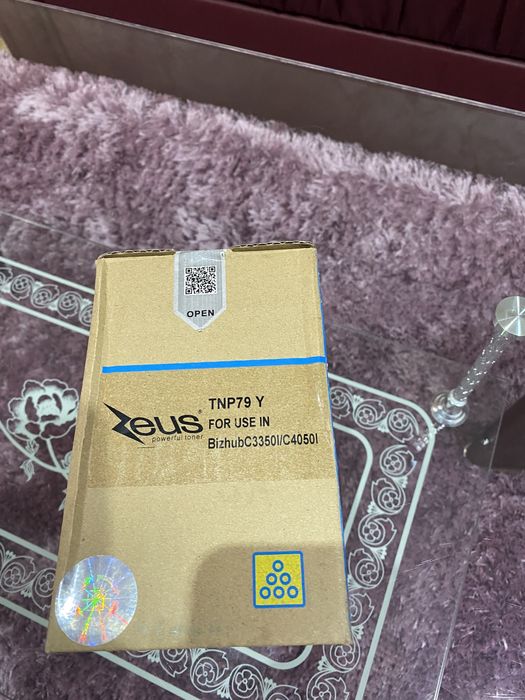 OPEN
Zeus®
powerful toner
TNP79 Y
FOR USE IN
BizhubC3350I/C4050I